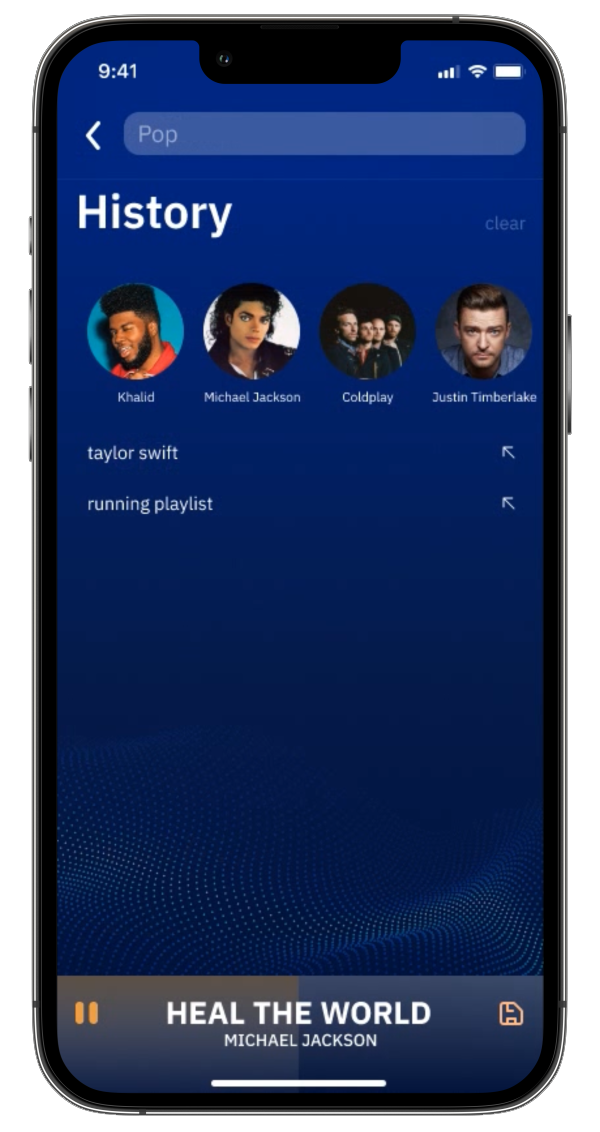 9:41
Pop
History
clear
Khalid Michael Jackson Coldplay Justin Timberlake
taylor swift
running playlist
HEAL THE WORLD
MICHAEL JACKSON